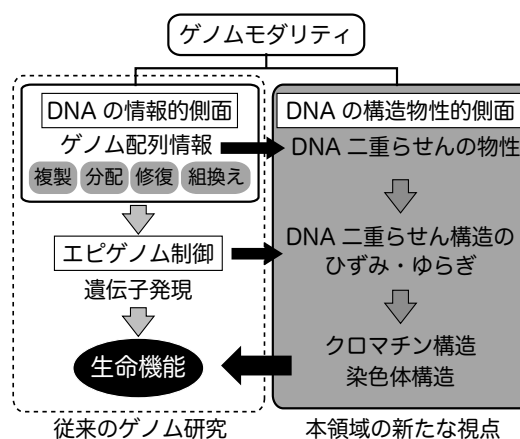 ゲノムモダリティ
DNA の情報的側面
ゲノム配列情報
複製 分配 修復 組換え
エピゲノム制御
遺伝子発現
生命機能
従来のゲノム研究
DNA の構造物性的側面
DNA 二重らせんの物性
DNA 二重らせん構造の
ひずみ・ゆらぎ
クロマチン構造
染色体構造
本領域の新たな視点